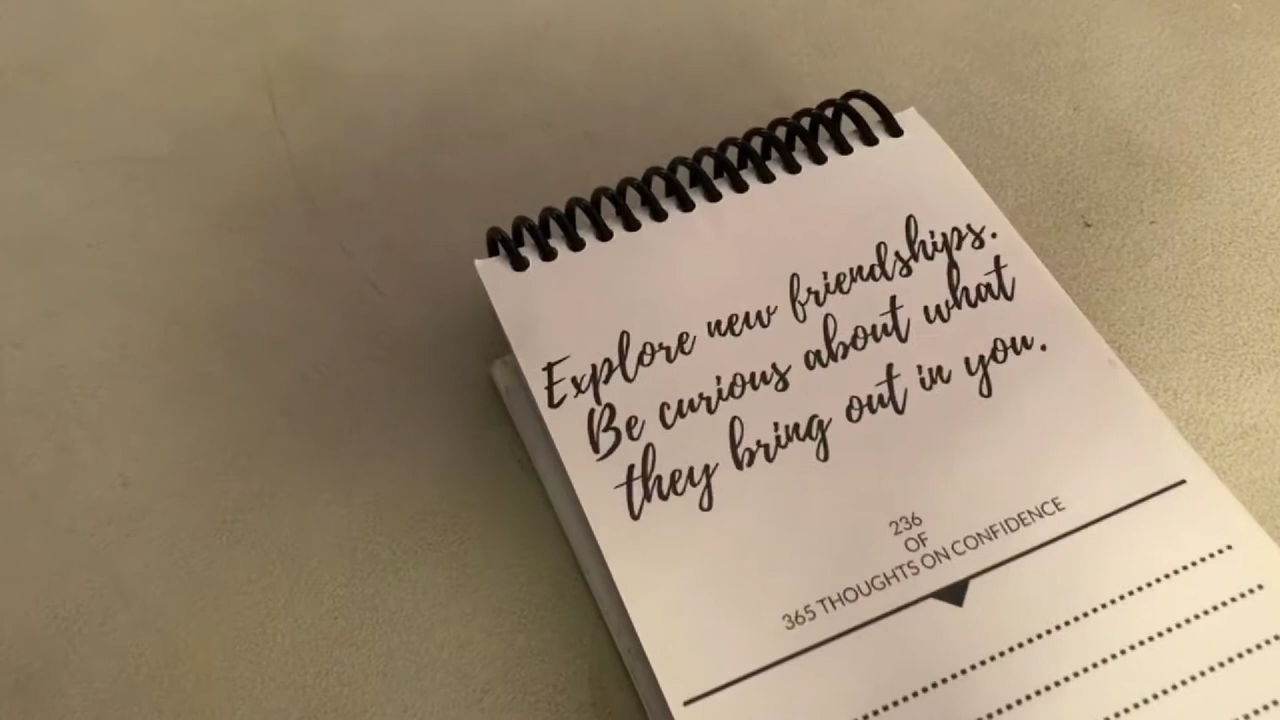 Explore new friendships.
Be curious about what
they bring out in you.
236
OF
365 THOUGHTS ON CONFIDENCE